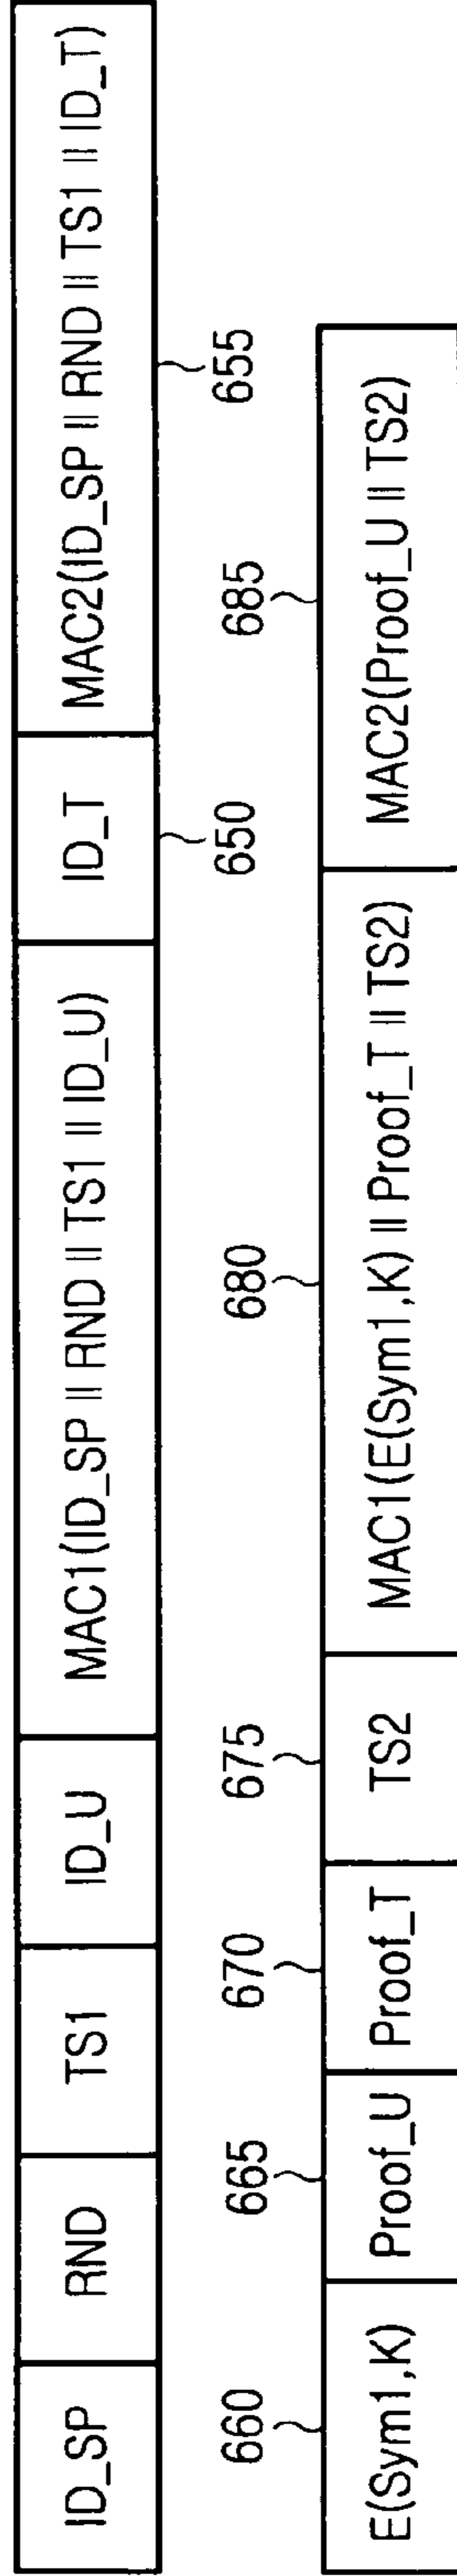 ID_SP RND TS1 ID_U MAC1(ID_SP || RND || TS1 || ID_U) ID_T MAC2(ID_SP || RND || TS1 || ID_T)
650 655
660 665 670 675 680 685
E(Sym1,K) Proof_U Proof_T TS2 MAC1(E(Sym1,K) || Proof_T || TS2) MAC2(Proof_U || TS2)